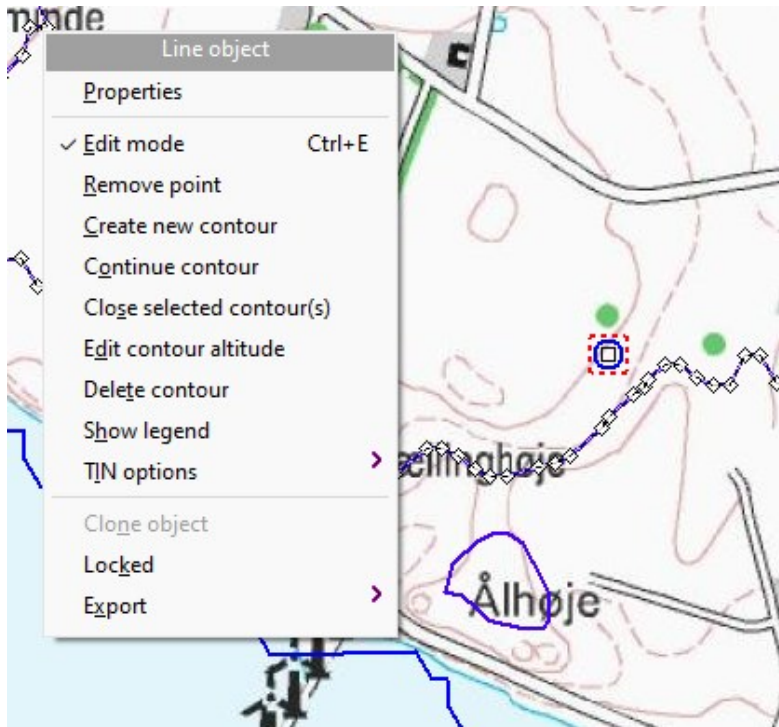 Line object
Properties
Edit mode Ctrl+E
Remove point
Create new contour
Continue contour
Close selected contour(s)
Edit contour altitude
Delete contour
Show legend
TIN options
Clone object
Locked
Export
Ålhøje